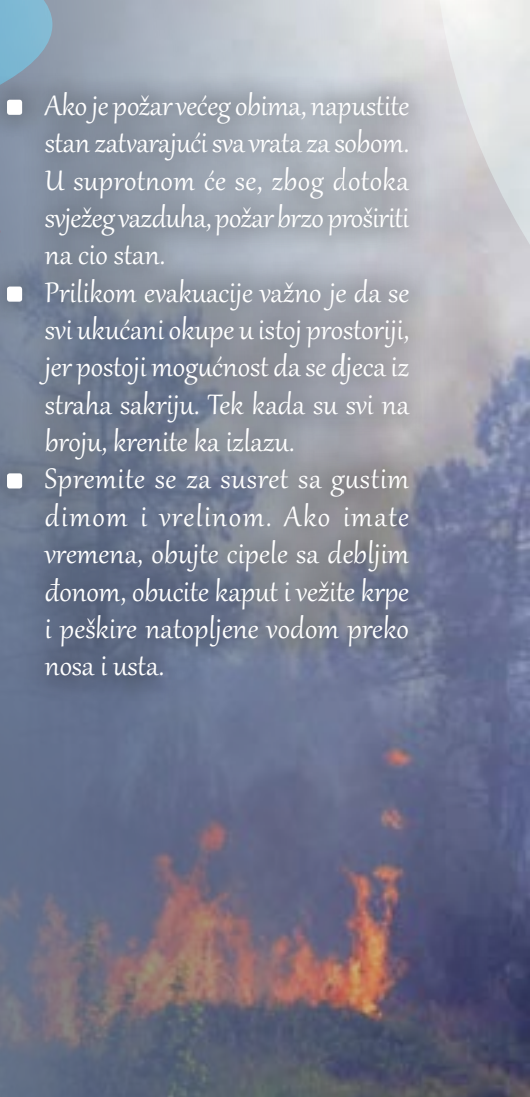 Ako je požar većeg obima, napustite
stan zatvarajući sva vrata za sobom.
U suprotnom će se, zbog dotoka
svježeg vazduha, požar brzo proširiti
na cio stan.
Prilikom evakuacije važno je da se
svi ukućani okupe u istoj prostoriji,
jer postoji mogućnost da se djeca iz
straha sakriju. Tek kada su svi na
broju, krenite ka izlazu.
Spremite se za susret sa gustim
dimom i vrelinom. Ako imate
vremena, obujte cipele sa debljim
đonom, obucite kaput i vežite krpe
i peškire natopljene vodom preko
nosa i usta.